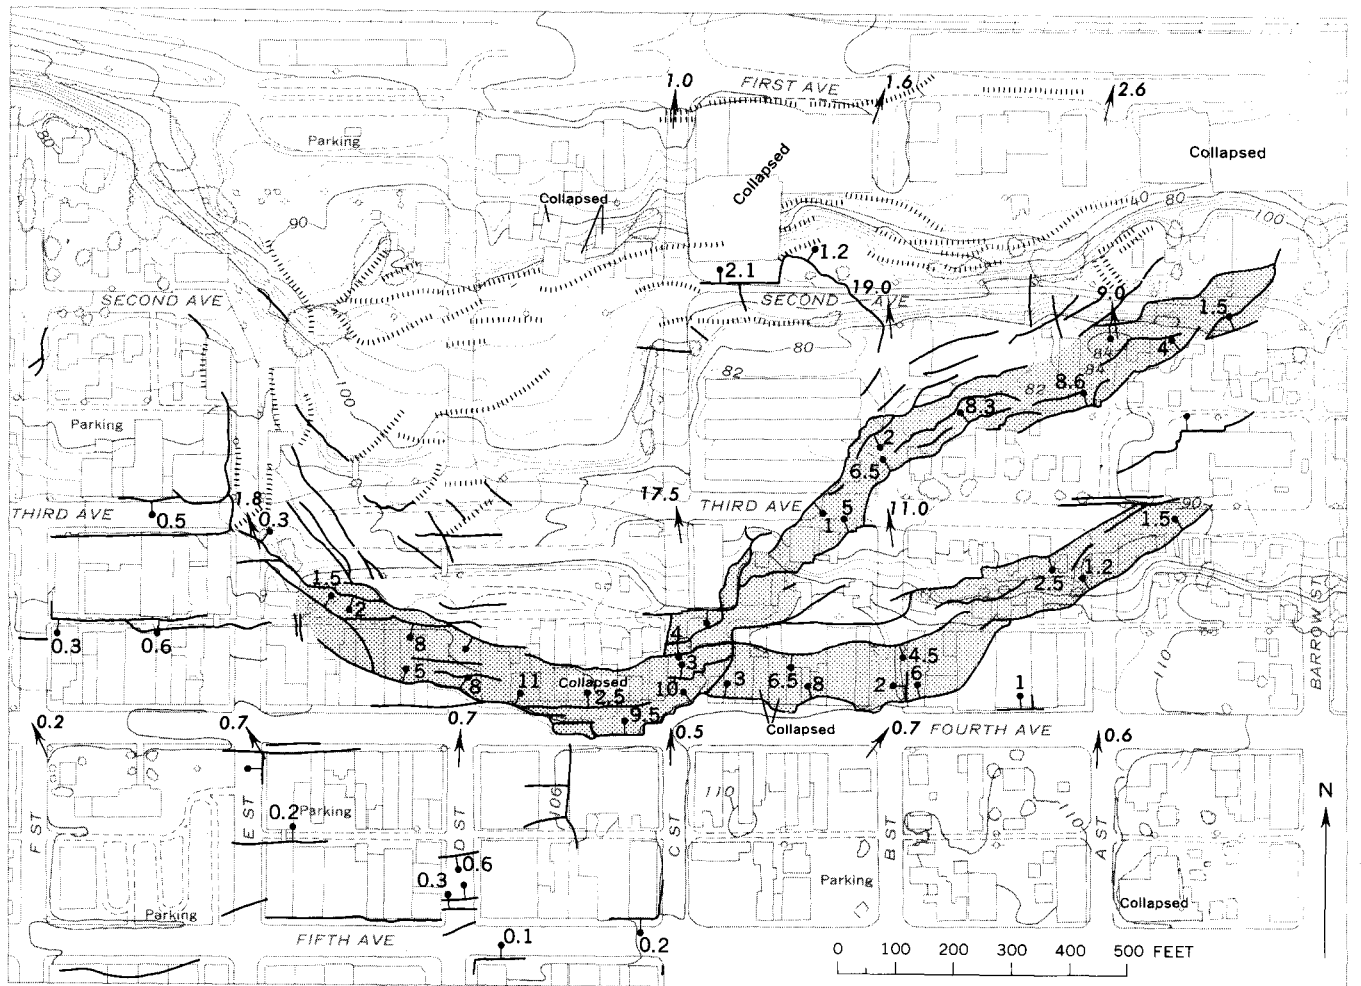 1.0
FIRST AVE
1.6
2.6
80
Parking
Collapsed
Collapsed
Collapsed
40
80
100
90
1.2
2.1
SECOND AVE
SECOND AVE
19.0
9.0
1.5
80
82
84
84
4
100
82
8.6
8.3
Parking
2
6.5
THIRD AVE
0.5
1.8
0.3
17.5
THIRD AVE
1
5
11.0
90
1.5
1.5
2
2.5
1.2
BARROW ST
0.3
0.6
8
4
3
4.5
5
8
11
Collapsed
2.5
10
3
6.5
8
2
6
1
110
9.5
0.2
0.7
0.7
0.5
Collapsed
0.7
FOURTH AVE
0.6
F ST
E ST
0.2
Parking
D ST
106
C ST
110
B ST
110
A ST
N
0.6
0.3
Parking
Collapsed
Parking
FIFTH AVE
0.1
0.2
0 100 200 300 400 500 FEET